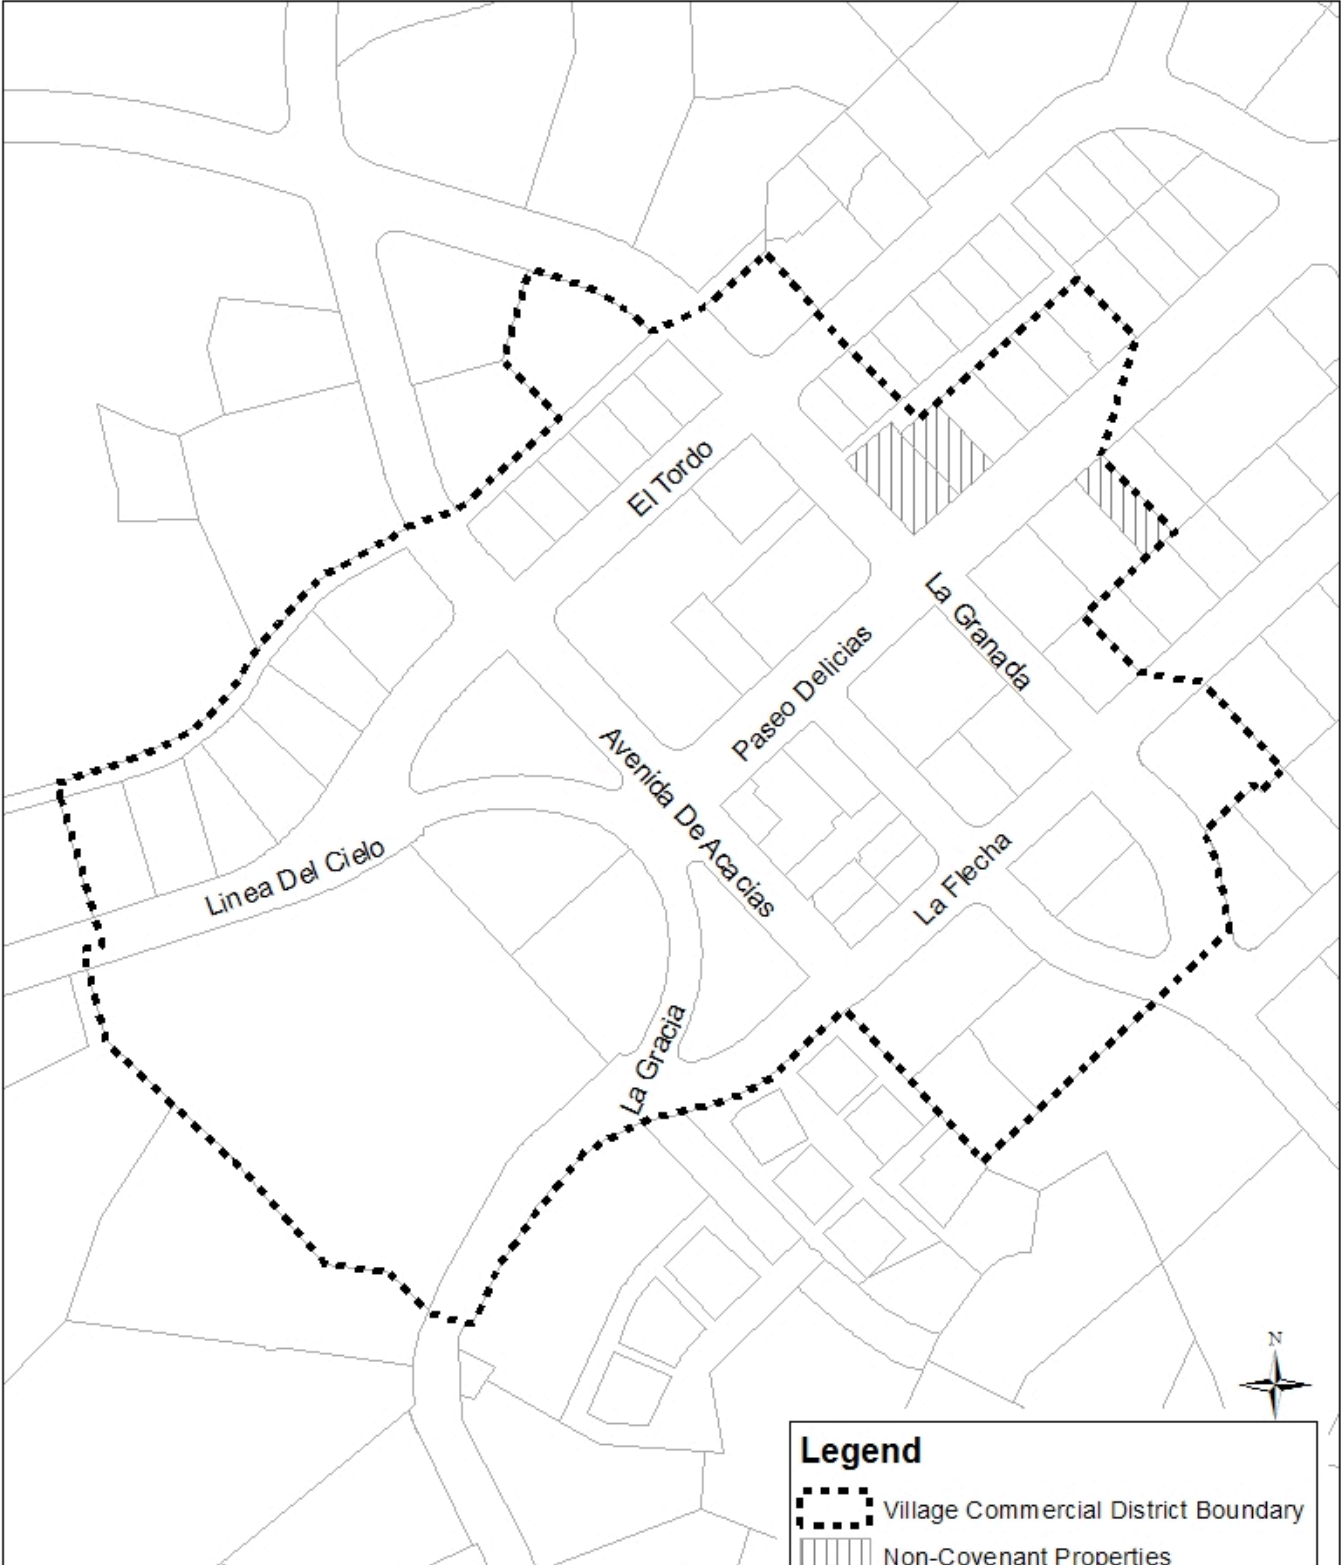 El Tordo
La Granada
Paseo Delicias
Avenida De Acacias
La Flecha
Linea Del Cielo
La Gracia
N
Legend
Village Commercial District Boundary
Non-Covenant Properties